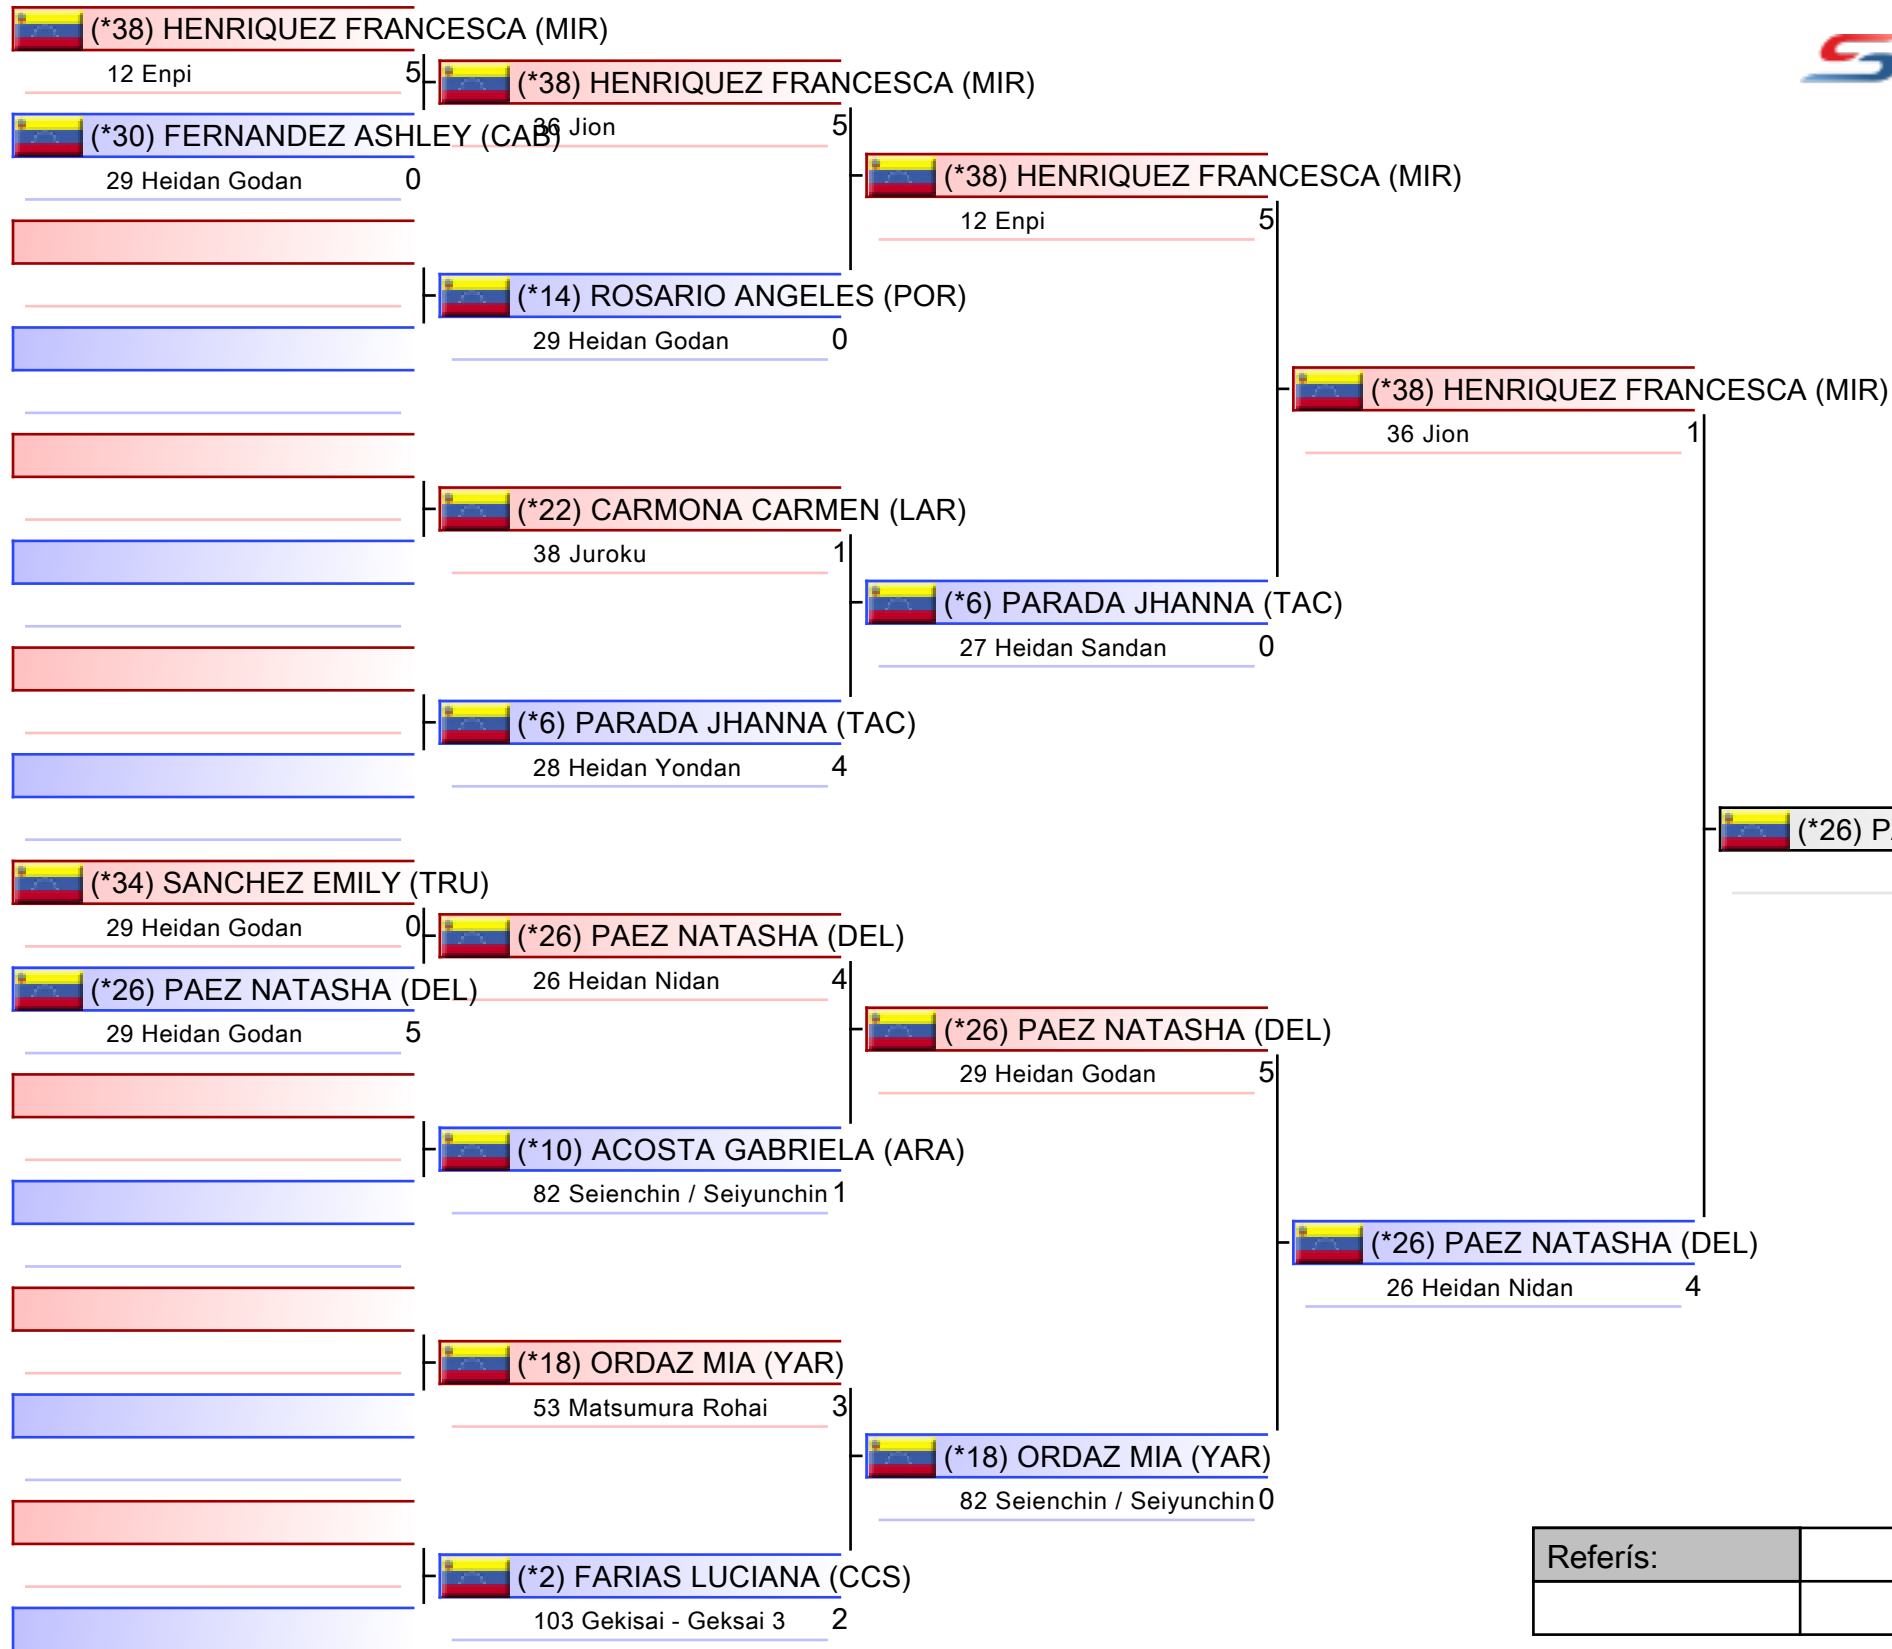 (*38) HENRIQUEZ FRANCESCA (MIR)
12 Enpi 5
(*30) FERNANDEZ ASHLEY (CAB)
29 Heidan Godan 0
(*34) SANCHEZ EMILY (TRU)
29 Heidan Godan 0
(*26) PAEZ NATASHA (DEL)
29 Heidan Godan 5
(*38) HENRIQUEZ FRANCESCA (MIR)
36 Jion 5
(*14) ROSARIO ANGELES (POR)
29 Heidan Godan 0
(*22) CARMONA CARMEN (LAR)
38 Juroku 1
(*6) PARADA JHANNA (TAC)
28 Heidan Yondan 4
(*26) PAEZ NATASHA (DEL)
26 Heidan Nidan 4
(*10) ACOSTA GABRIELA (ARA)
82 Seienchin / Seiyunchin 1
(*18) ORDAZ MIA (YAR)
53 Matsumura Rohai 3
(*2) FARIAS LUCIANA (CCS)
103 Gekisai - Geksai 3 2
(*38) HENRIQUEZ FRANCESCA (MIR)
12 Enpi 5
(*6) PARADA JHANNA (TAC)
27 Heidan Sandan 0
(*26) PAEZ NATASHA (DEL)
29 Heidan Godan 5
(*18) ORDAZ MIA (YAR)
82 Seienchin / Seiyunchin 0
(*38) HENRIQUEZ FRANCESCA (MIR)
36 Jion 1
(*26) PAEZ NATASHA (DEL)
26 Heidan Nidan 4
(*26)
Referís: